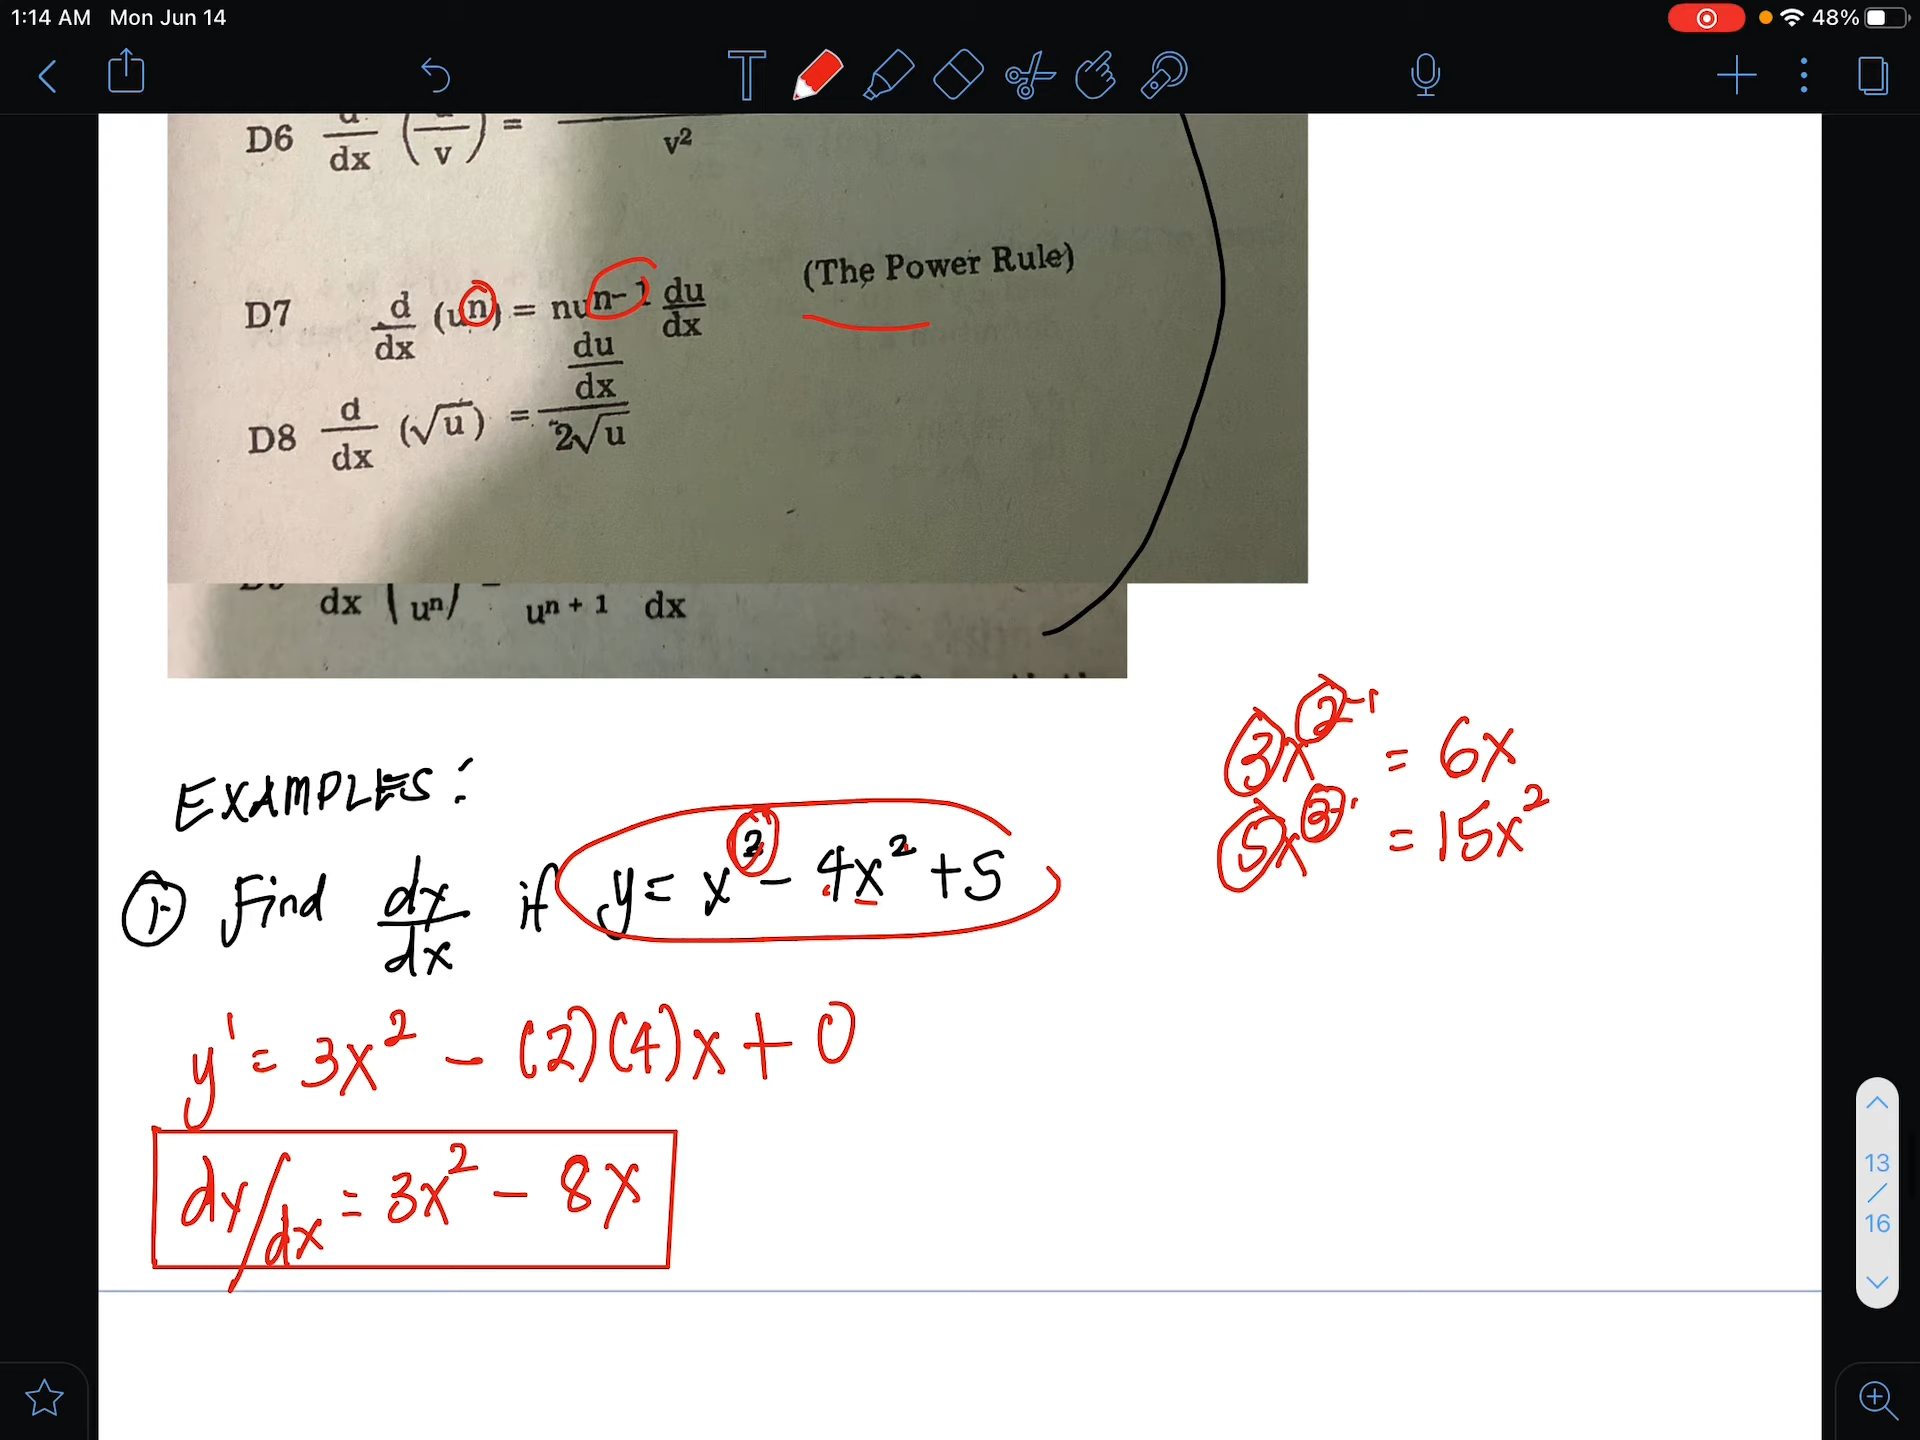 1:14 AM Mon Jun 14
48%
D6 d/dx (u/v) = v²
D7 d/dx (uⁿ) = nuⁿ⁻¹ du/dx (The Power Rule)
D8 d/dx (√u) = du/dx / 2√u
dx (uⁿ) uⁿ⁺¹ dx
3x²⁻¹ = 6x
5x³⁻¹ = 15x²
EXAMPLES:
① Find dy/dx if y = x³ - 4x² + 5
y' = 3x² - (2)(4)x + 0
dy/dx = 3x² - 8x
13
/
16